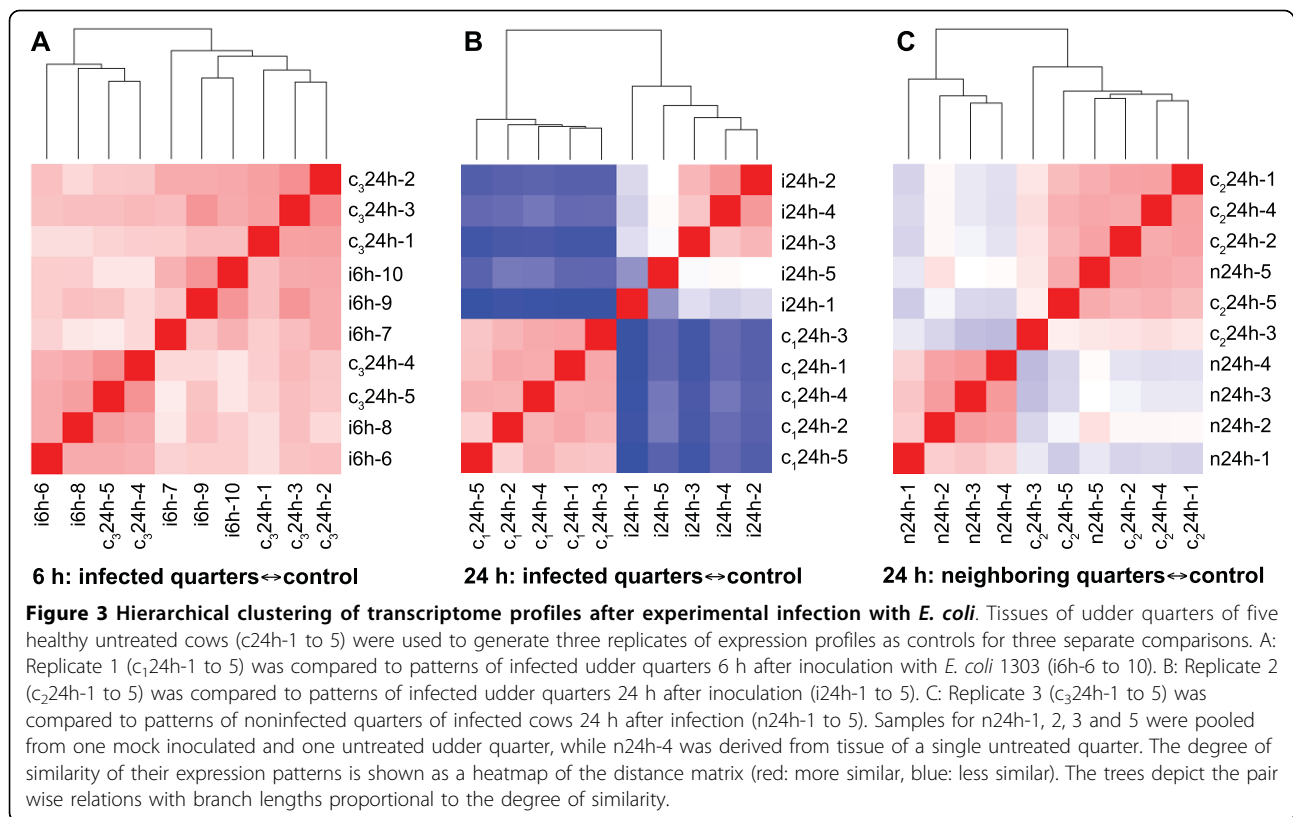 A
B
C
c₃24h-2
c₃24h-3
c₃24h-1
i6h-10
i6h-9
i6h-7
c₃24h-4
c₃24h-5
i6h-8
i6h-6
i6h-6
i6h-8
c₃24h-5
c₃24h-4
i6h-7
i6h-9
i6h-10
c₃24h-1
c₃24h-3
c₃24h-2
6 h: infected quarters↔control
i24h-2
i24h-4
i24h-3
i24h-5
i24h-1
c₁24h-3
c₁24h-1
c₁24h-4
c₁24h-2
c₁24h-5
c₁24h-5
c₁24h-2
c₁24h-4
c₁24h-1
c₁24h-3
i24h-1
i24h-5
i24h-3
i24h-4
i24h-2
24 h: infected quarters↔control
c₂24h-1
c₂24h-4
c₂24h-2
n24h-5
c₂24h-5
c₂24h-3
n24h-4
n24h-3
n24h-2
n24h-1
n24h-1
n24h-2
n24h-3
n24h-4
c₂24h-3
c₂24h-5
n24h-5
c₂24h-2
c₂24h-4
c₂24h-1
24 h: neighboring quarters↔control
Figure 3 Hierarchical clustering of transcriptome profiles after experimental infection with E. coli. Tissues of udder quarters of five
healthy untreated cows (c24h-1 to 5) were used to generate three replicates of expression profiles as controls for three separate comparisons. A:
Replicate 1 (c₁24h-1 to 5) was compared to patterns of infected udder quarters 6 h after inoculation with E. coli 1303 (i6h-6 to 10). B: Replicate 2
(c₂24h-1 to 5) was compared to patterns of infected udder quarters 24 h after inoculation (i24h-1 to 5). C: Replicate 3 (c₃24h-1 to 5) was
compared to patterns of noninfected quarters of infected cows 24 h after infection (n24h-1 to 5). Samples for n24h-1, 2, 3 and 5 were pooled
from one mock inoculated and one untreated udder quarter, while n24h-4 was derived from tissue of a single untreated quarter. The degree of
similarity of their expression patterns is shown as a heatmap of the distance matrix (red: more similar, blue: less similar). The trees depict the pair
wise relations with branch lengths proportional to the degree of similarity.